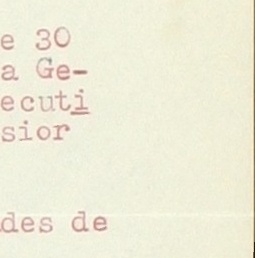 e 30
a Ge-
ecuti
sior
des de